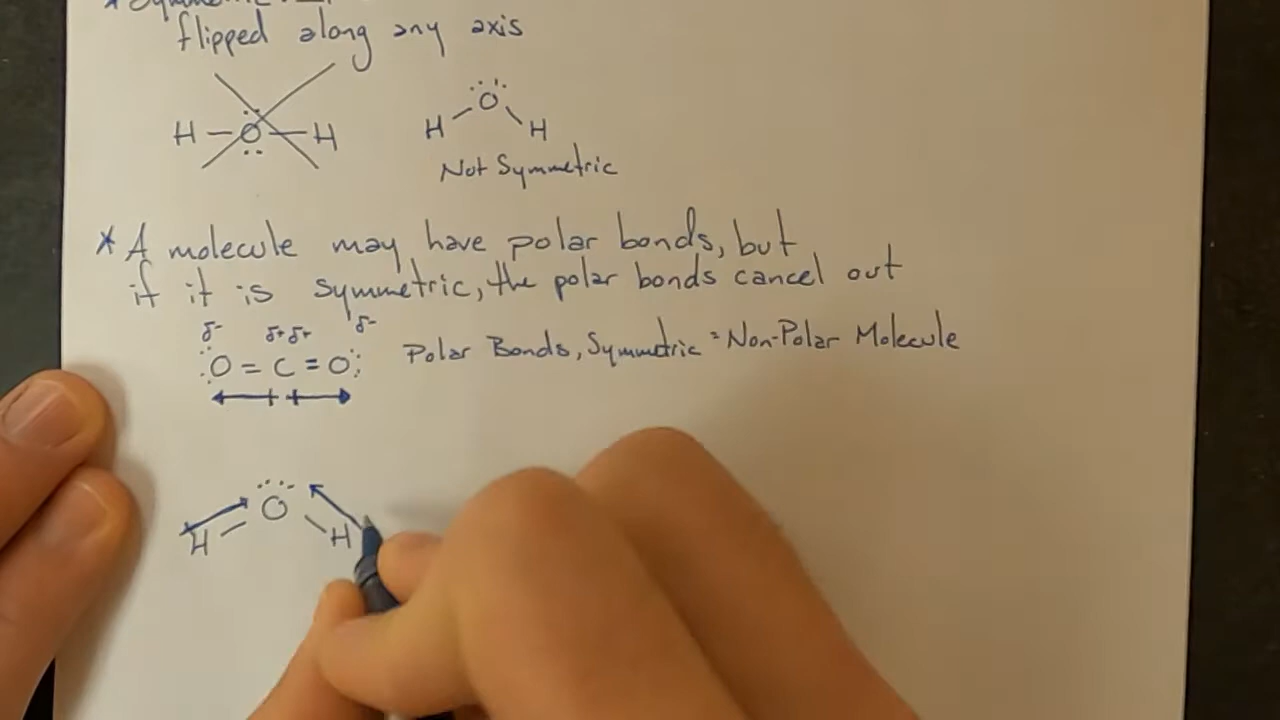 flipped along any axis
H – O – H
O
H H
Not Symmetric
* A molecule may have polar bonds, but
if it is symmetric, the polar bonds cancel out
δ- δ+ δ+ δ-
O = C = O Polar Bonds, Symmetric = Non-Polar Molecule
O
H H